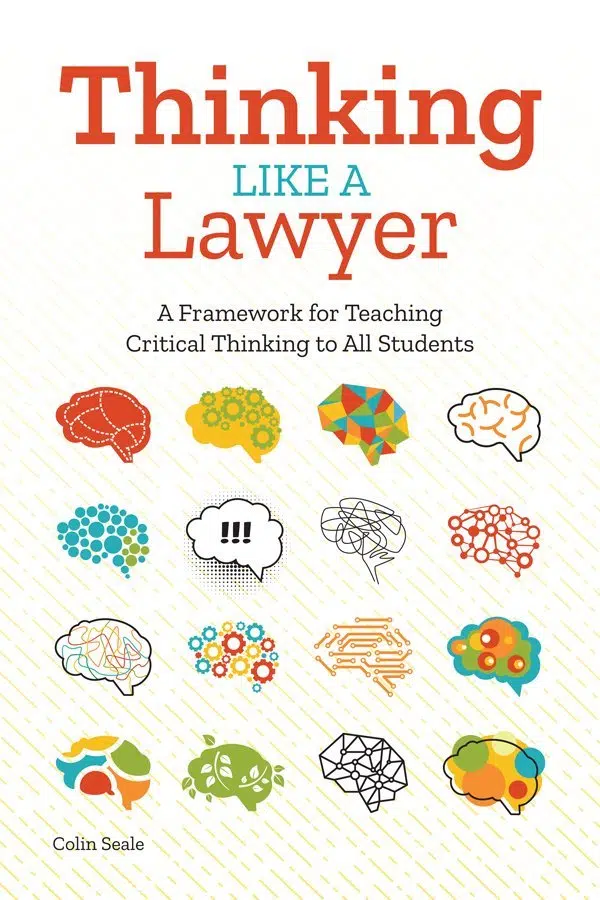 Thinking
LIKE A
Lawyer
A Framework for Teaching
Critical Thinking to All Students
!!!
Colin Seale